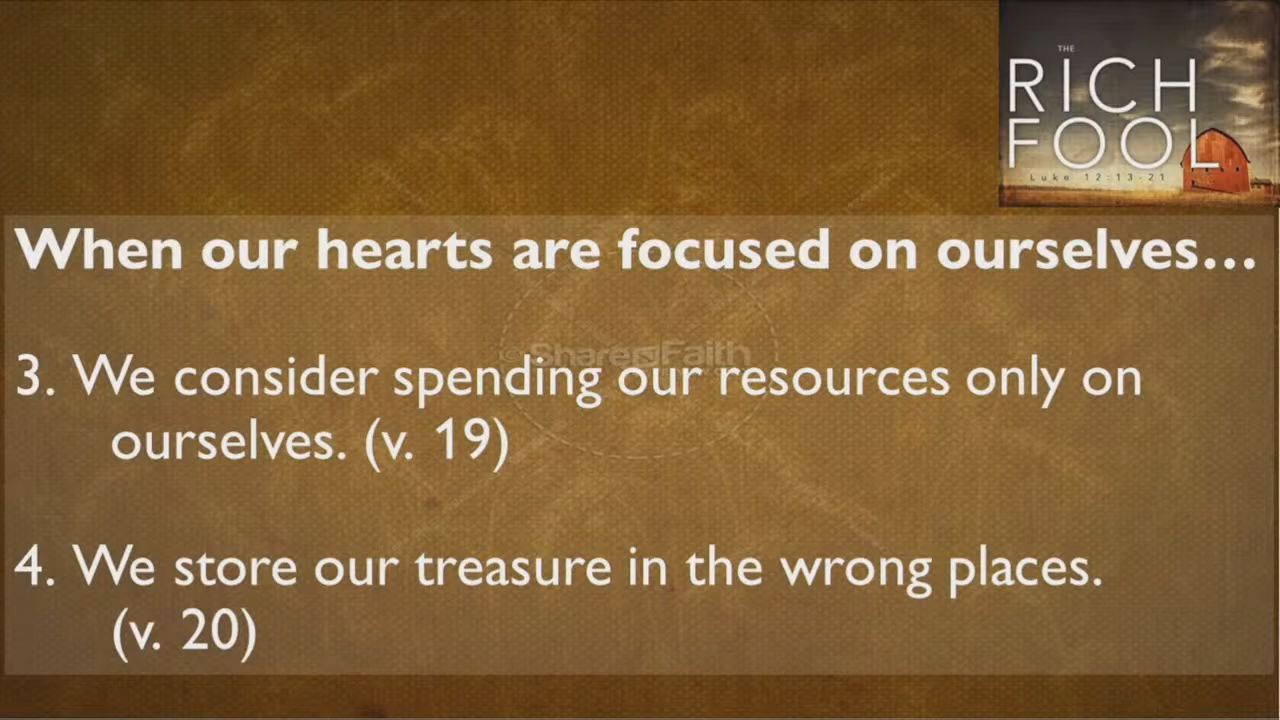 THE
RICH
FOOL
Luke 12:13-21
When our hearts are focused on ourselves…
3. We consider spending our resources only on
ourselves. (v. 19)
4. We store our treasure in the wrong places.
(v. 20)
©ShareFaith